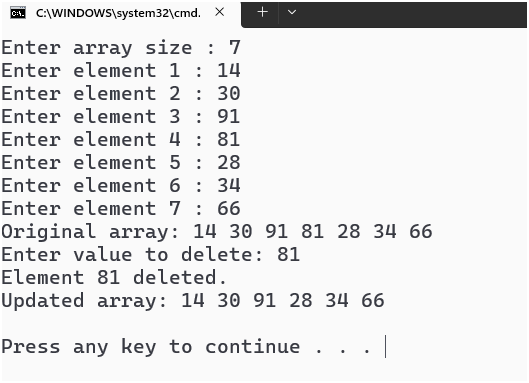 C:\WINDOWS\system32\cmd.
Enter array size : 7
Enter element 1 : 14
Enter element 2 : 30
Enter element 3 : 91
Enter element 4 : 81
Enter element 5 : 28
Enter element 6 : 34
Enter element 7 : 66
Original array: 14 30 91 81 28 34 66
Enter value to delete: 81
Element 81 deleted.
Updated array: 14 30 91 28 34 66
Press any key to continue . . .